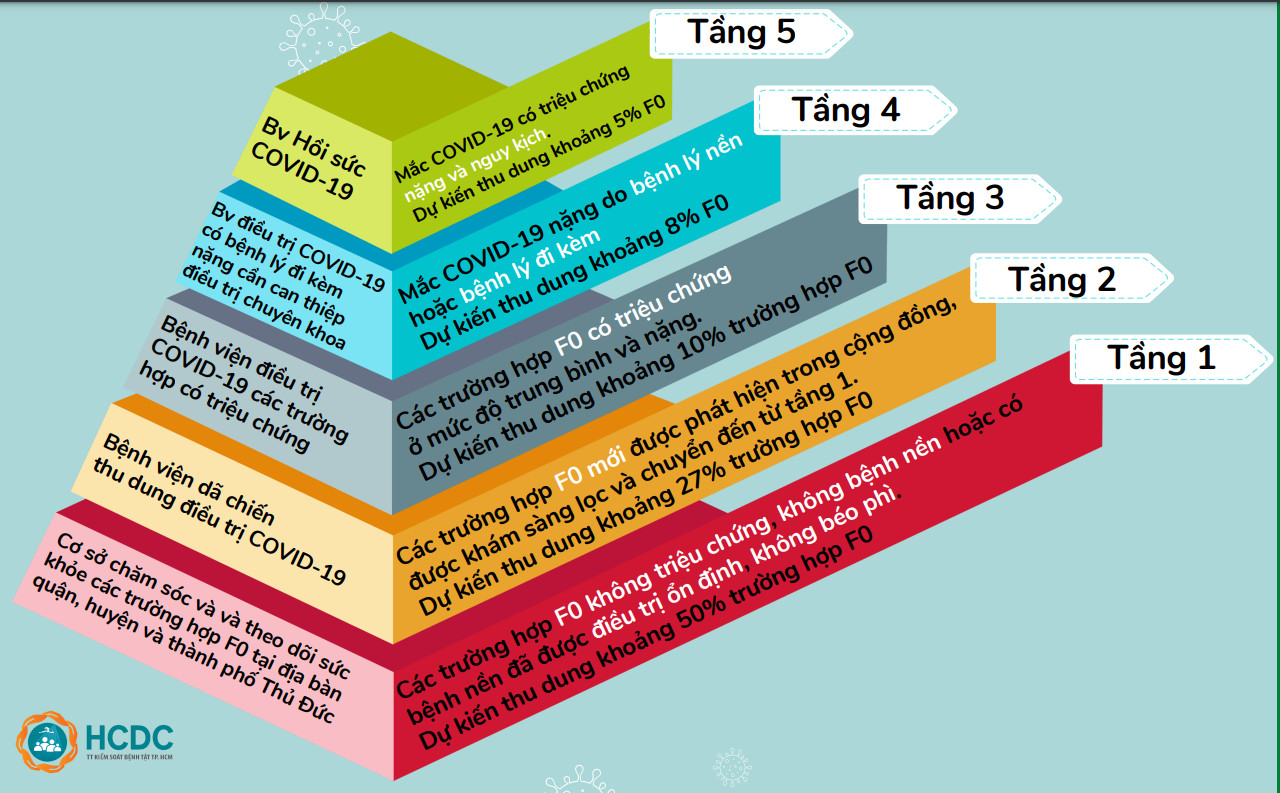 Tầng 5
Bv Hồi sức
COVID-19
Mắc COVID-19 có triệu chứng
nặng và nguy kịch.
Dự kiến thu dung khoảng 5% F0
Tầng 4
Bv điều trị COVID-19
có bệnh lý đi kèm
nặng cần can thiệp
điều trị chuyên khoa
Mắc COVID-19 nặng do bệnh lý nền
hoặc bệnh lý đi kèm
Dự kiến thu dung khoảng 8% F0
Tầng 3
Bệnh viện điều trị
COVID-19 các trường
hợp có triệu chứng
Các trường hợp F0 có triệu chứng
ở mức độ trung bình và nặng.
Dự kiến thu dung khoảng 10% trường hợp F0
Tầng 2
Bệnh viện dã chiến
thu dung điều trị COVID-19
Các trường hợp F0 mới được phát hiện trong cộng đồng,
được khám sàng lọc và chuyển đến từ tầng 1.
Dự kiến thu dung khoảng 27% trường hợp F0
Tầng 1
Cơ sở chăm sóc và và theo dõi sức
khỏe các trường hợp F0 tại địa bàn
quận, huyện và thành phố Thủ Đức
Các trường hợp F0 không triệu chứng, không bệnh nền hoặc có
bệnh nền đã được điều trị ổn định, không béo phì.
Dự kiến thu dung khoảng 50% trường hợp F0
HCDC
TT KIỂM SOÁT BỆNH TẬT TP. HCM